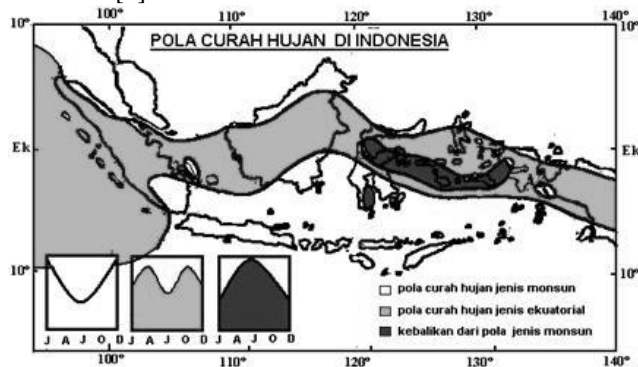 100° 110° 120° 130° 140°
10° 10°
POLA CURAH HUJAN DI INDONESIA
Ek Ek
10° 10°
pola curah hujan jenis monsun
pola curah hujan jenis ekuatorial
kebalikan dari pola jenis monsun
J A J O D J A J O D J A J O D
100° 110° 120° 130° 140°